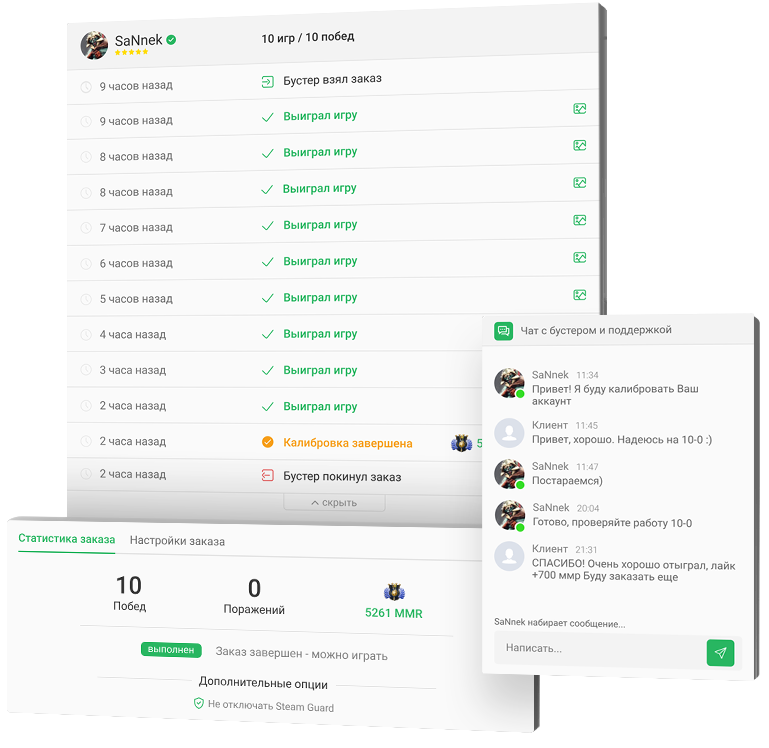 SaNnek
10 игр / 10 побед
9 часов назад
Бустер взял заказ
9 часов назад
Выиграл игру
8 часов назад
Выиграл игру
8 часов назад
Выиграл игру
7 часов назад
Выиграл игру
6 часов назад
Выиграл игру
5 часов назад
Выиграл игру
4 часа назад
Выиграл игру
3 часа назад
Выиграл игру
2 часа назад
Выиграл игру
2 часа назад
Калибровка завершена
5
2 часа назад
Бустер покинул заказ
скрыть
Чат с бустером и поддержкой
SaNnek 11:34
Привет! Я буду калибровать Ваш
аккаунт
Клиент 11:45
Привет, хорошо. Надеюсь на 10-0 :)
SaNnek 11:47
Постараемся)
SaNnek 20:04
Готово, проверяйте работу 10-0
Клиент 21:31
СПАСИБО! Очень хорошо отыграл, лайк
+700 ммр Буду заказать еще
SaNnek набирает сообщение...
Написать...
Статистика заказа
Настройки заказа
10
Побед
0
Поражений
5261 MMR
выполнен
Заказ завершен - можно играть
Дополнительные опции
Не отключать Steam Guard